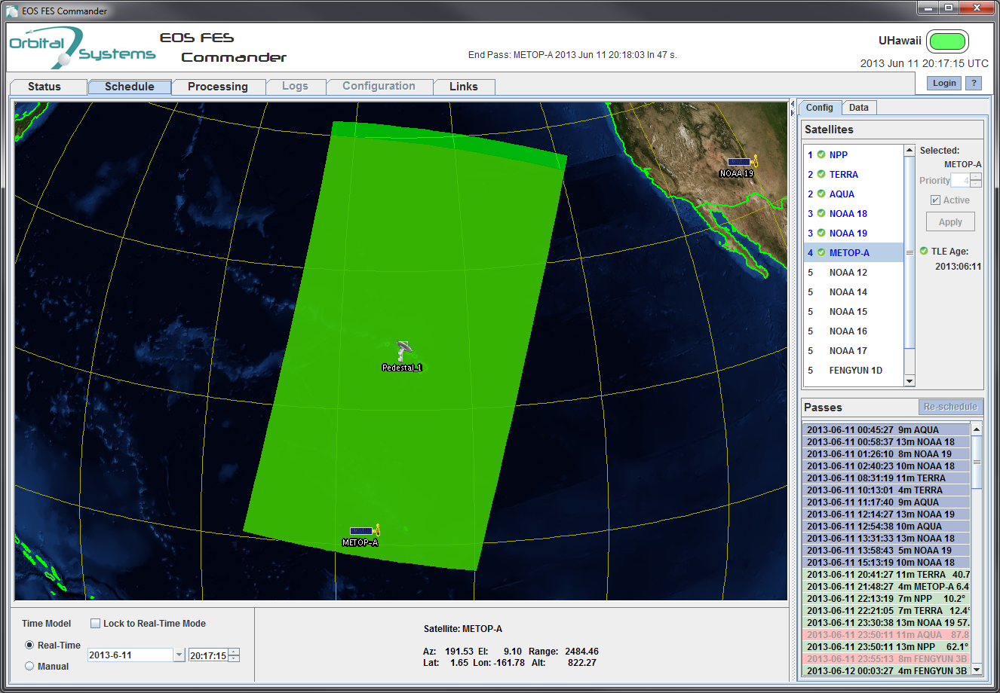 EOS FES Commander
Orbital Systems
EOS FES
Commander
End Pass: METOP-A 2013 Jun 11 20:18:03 In 47 s.
UHawaii
2013 Jun 11 20:17:15 UTC
Status Schedule Processing Logs Configuration Links
Login ?
Config Data
Satellites
1 NPP
2 TERRA
2 AQUA
3 NOAA 18
3 NOAA 19
4 METOP-A
5 NOAA 12
5 NOAA 14
5 NOAA 15
5 NOAA 16
5 NOAA 17
5 FENGYUN 1D
Selected:
METOP-A
Priority 4
Active
Apply
TLE Age:
2013:06:11
NOAA 19
Pedestal_1
METOP-A
Passes Re-schedule
2013-06-11 00:45:27 9m AQUA
2013-06-11 00:58:37 13m NOAA 18
2013-06-11 01:26:10 8m NOAA 19
2013-06-11 02:40:23 10m NOAA 18
2013-06-11 08:31:19 11m TERRA
2013-06-11 10:13:01 4m TERRA
2013-06-11 11:17:40 9m AQUA
2013-06-11 12:14:27 13m NOAA 19
2013-06-11 12:54:38 10m AQUA
2013-06-11 13:31:33 13m NOAA 18
2013-06-11 13:58:43 5m NOAA 19
2013-06-11 15:13:19 10m NOAA 18
2013-06-11 20:41:27 11m TERRA 40.7
2013-06-11 21:48:27 4m METOP-A 6.4
2013-06-11 22:13:19 7m NPP 10.2°
2013-06-11 22:21:05 7m TERRA 12.4°
2013-06-11 23:30:38 13m NOAA 19 57.
2013-06-11 23:50:11 11m AQUA 87.8
2013-06-11 23:50:11 13m NPP 62.1°
2013-06-11 23:55:13 8m FENGYUN 3B
2013-06-12 00:03:27 4m FENGYUN 3B
Time Model Lock to Real-Time Mode
Real-Time
2013-6-11 20:17:15
Manual
Satellite: METOP-A
Az: 191.53 El: 9.10 Range: 2484.46
Lat: 1.65 Lon: -161.78 Alt: 822.27